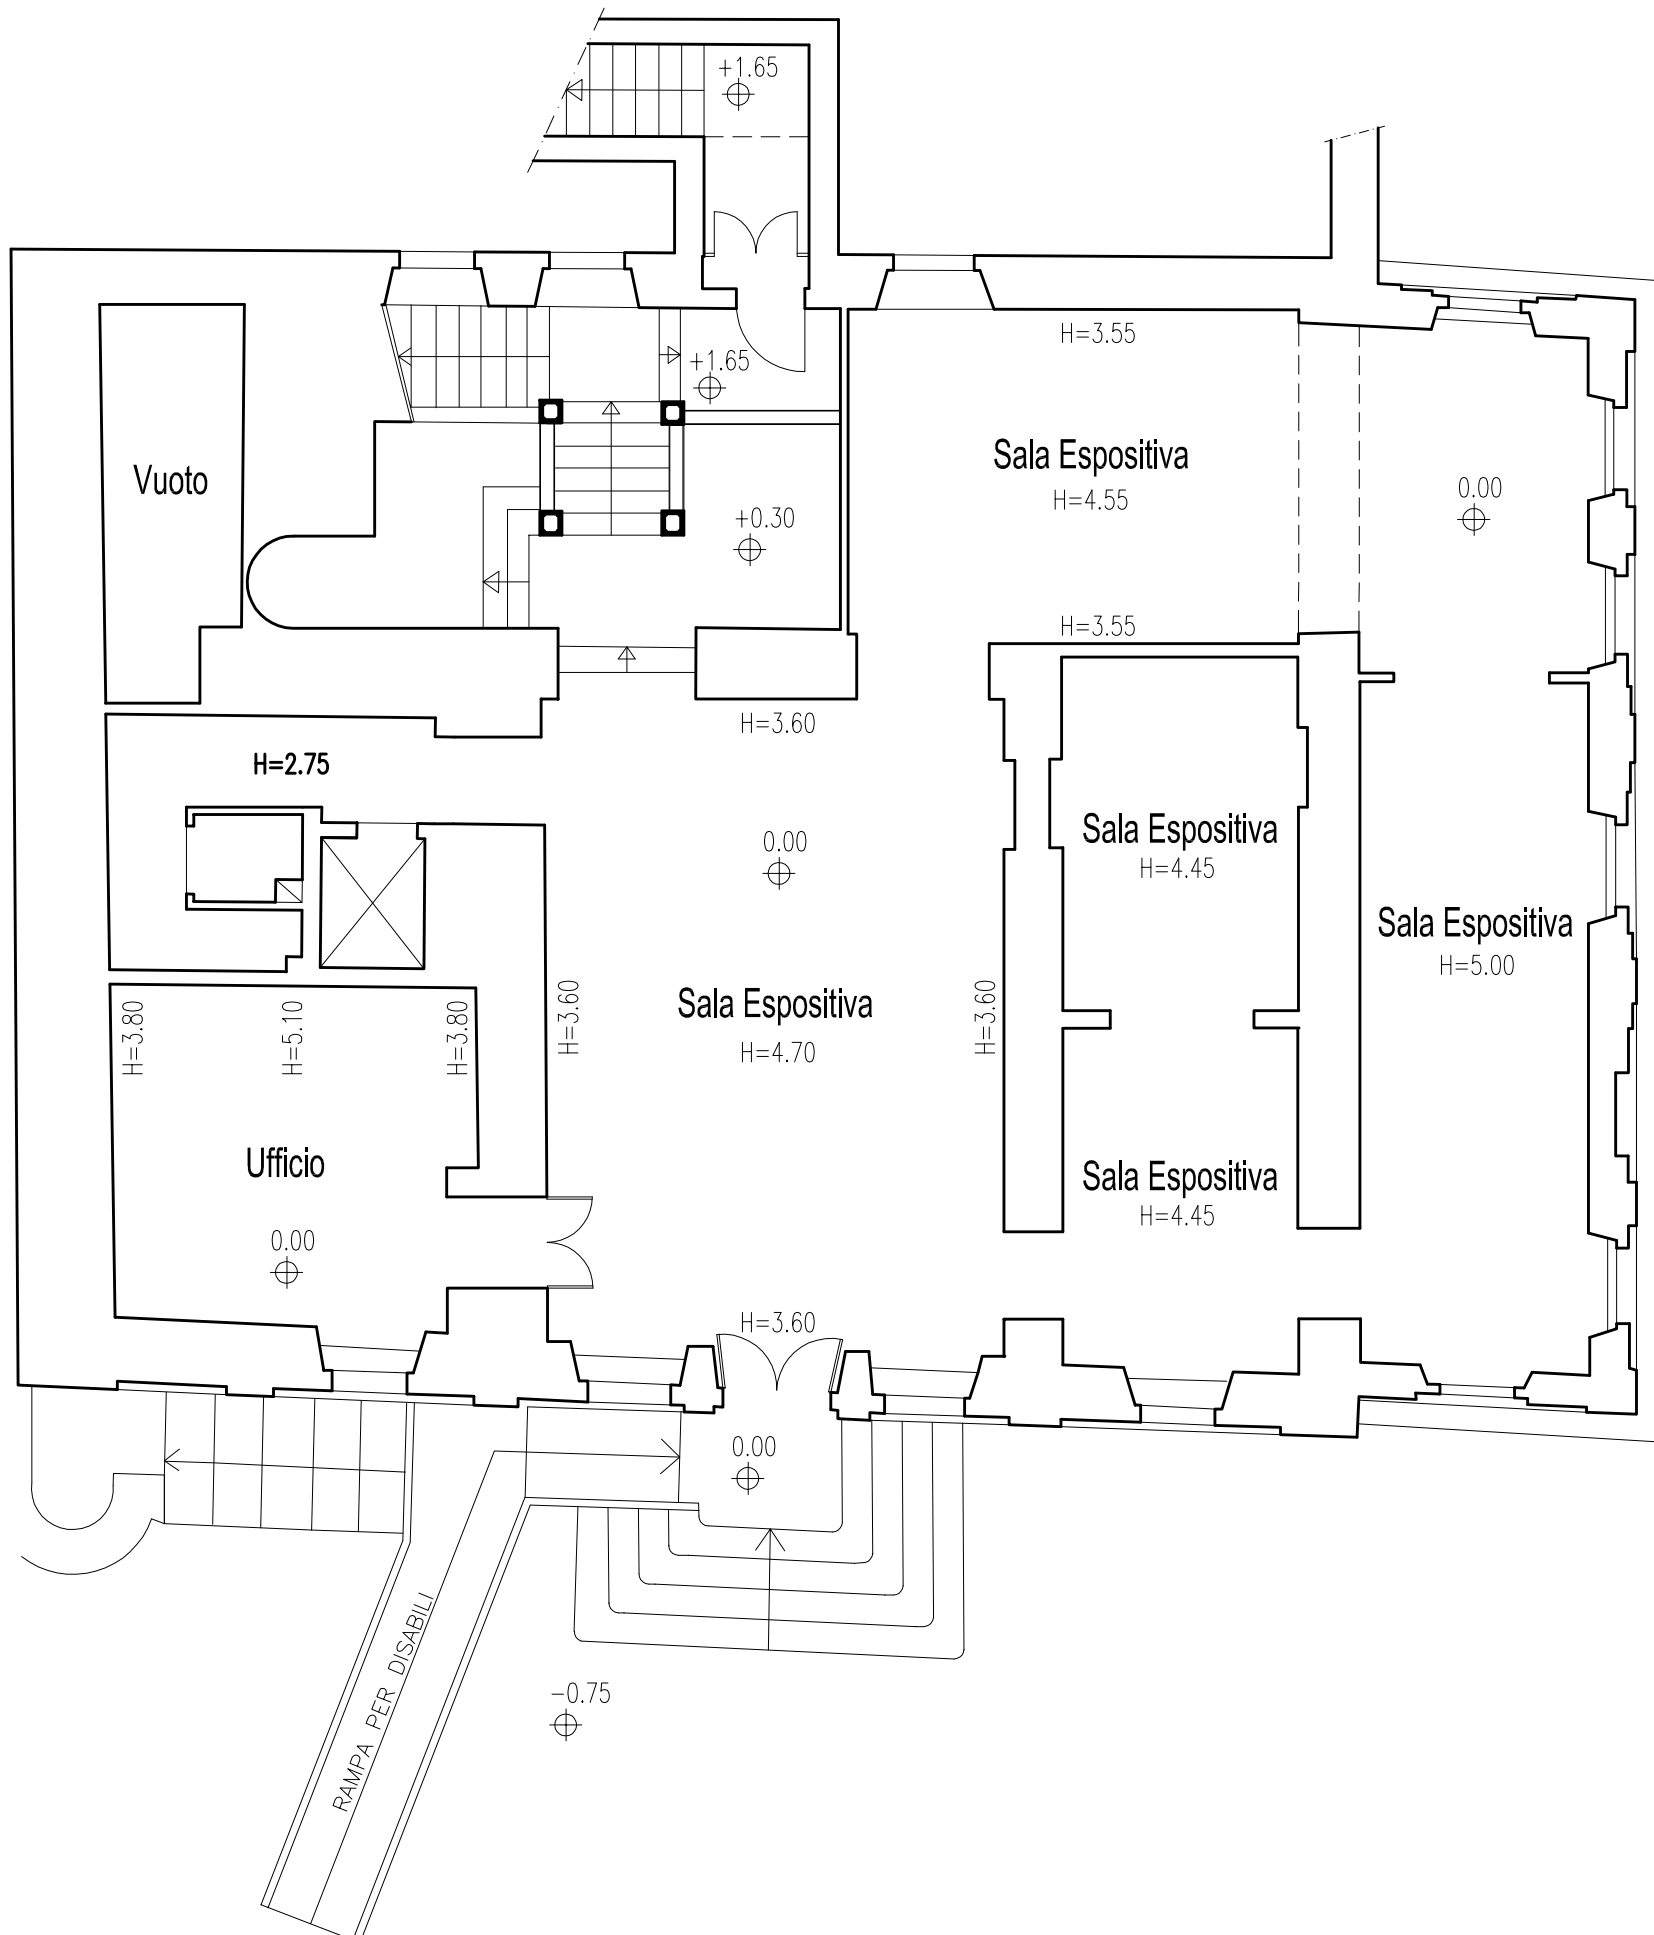 +1.65
H=3.55
+1.65
Sala Espositiva
H=4.55
Vuoto
0.00
+0.30
H=3.55
H=3.60
H=2.75
0.00
Sala Espositiva
H=4.45
Sala Espositiva
H=5.00
H=3.80
H=5.10
H=3.80
H=3.60
Sala Espositiva
H=4.70
H=3.60
Ufficio
Sala Espositiva
H=4.45
0.00
H=3.60
0.00
RAMPA PER DISABILI
-0.75